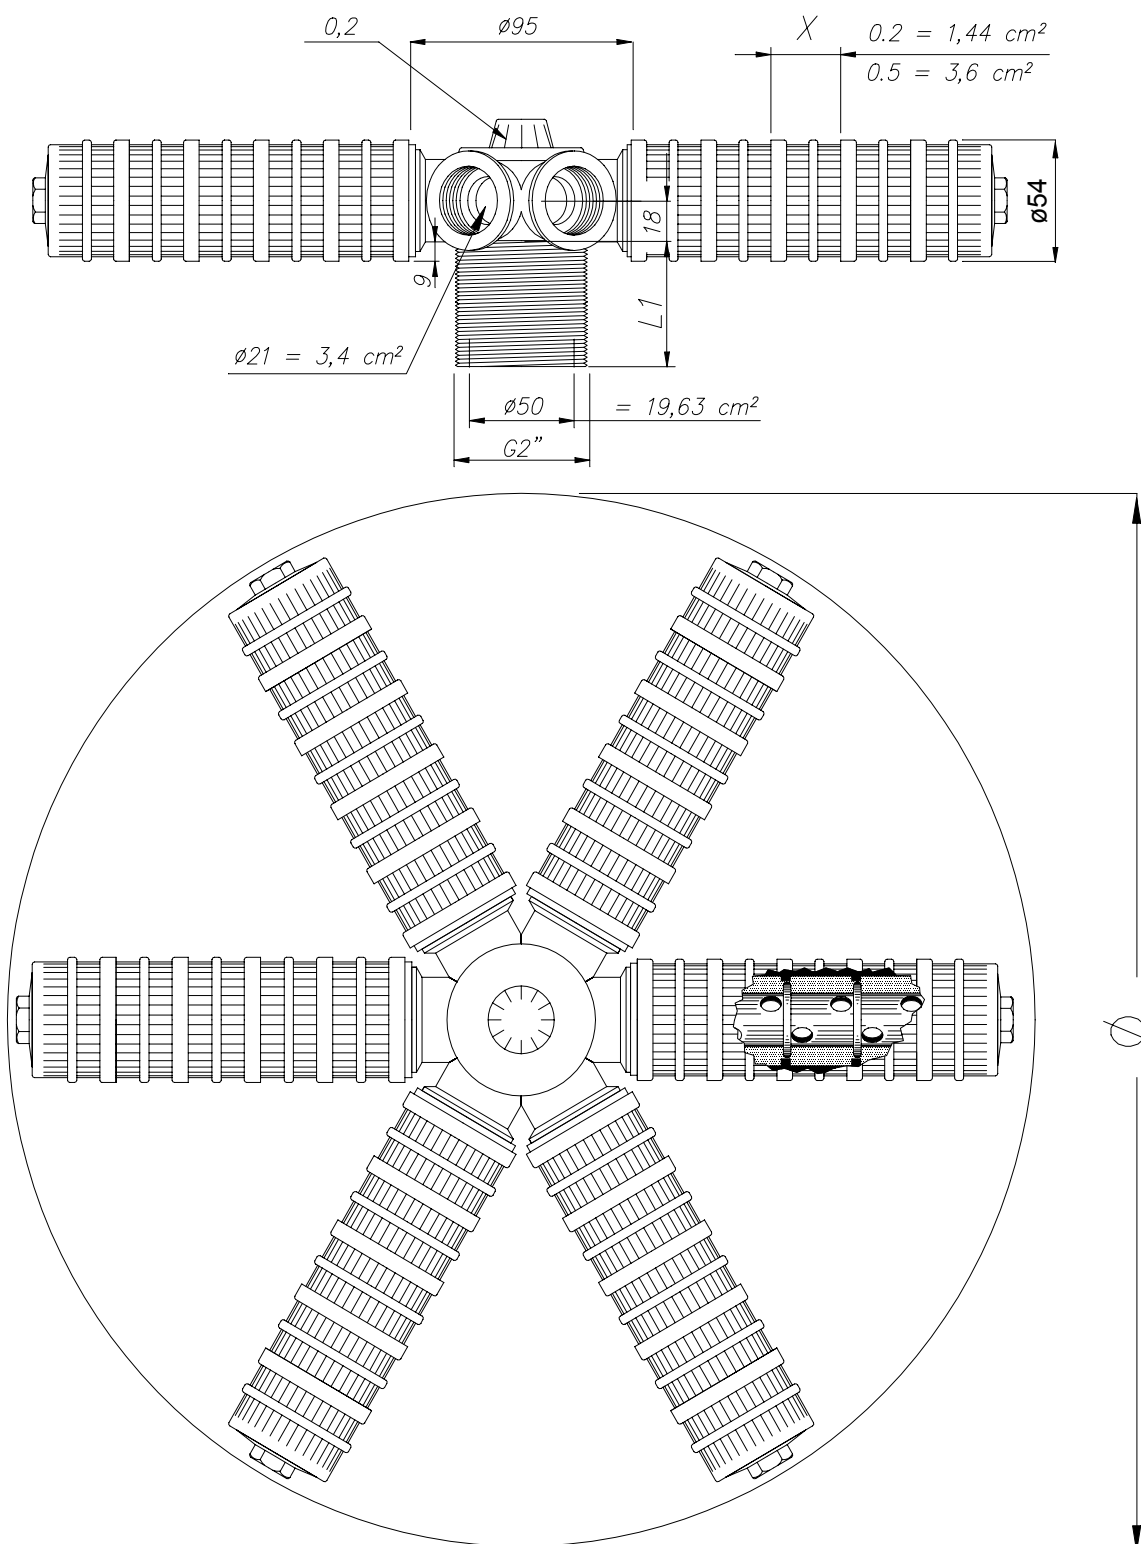 0,2
ø95
X
0.2 = 1,44 cm²
0.5 = 3,6 cm²
ø54
18
9
L1
ø21 = 3,4 cm²
ø50
= 19,63 cm²
G2”
Ø